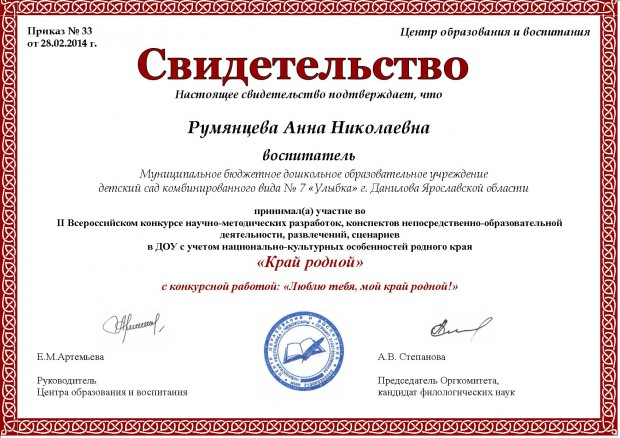 Приказ № 33
от 28.02.2014 г.
Центр образования и воспитания
Свидетельство
Настоящее свидетельство подтверждает, что
Румянцева Анна Николаевна
воспитатель
Муниципальное бюджетное дошкольное образовательное учреждение
детский сад комбинированного вида № 7 «Улыбка» г. Данилова Ярославской области
принимал(а) участие во
II Всероссийском конкурсе научно-методических разработок, конспектов непосредственно-образовательной
деятельности, развлечений, сценариев
в ДОУ с учетом национально-культурных особенностей родного края
«Край родной»
с конкурсной работой: «Люблю тебя, мой край родной!»
Е.М.Артемьева
Руководитель
Центра образования и воспитания
А.В. Степанова
Председатель Оргкомитета,
кандидат филологических наук